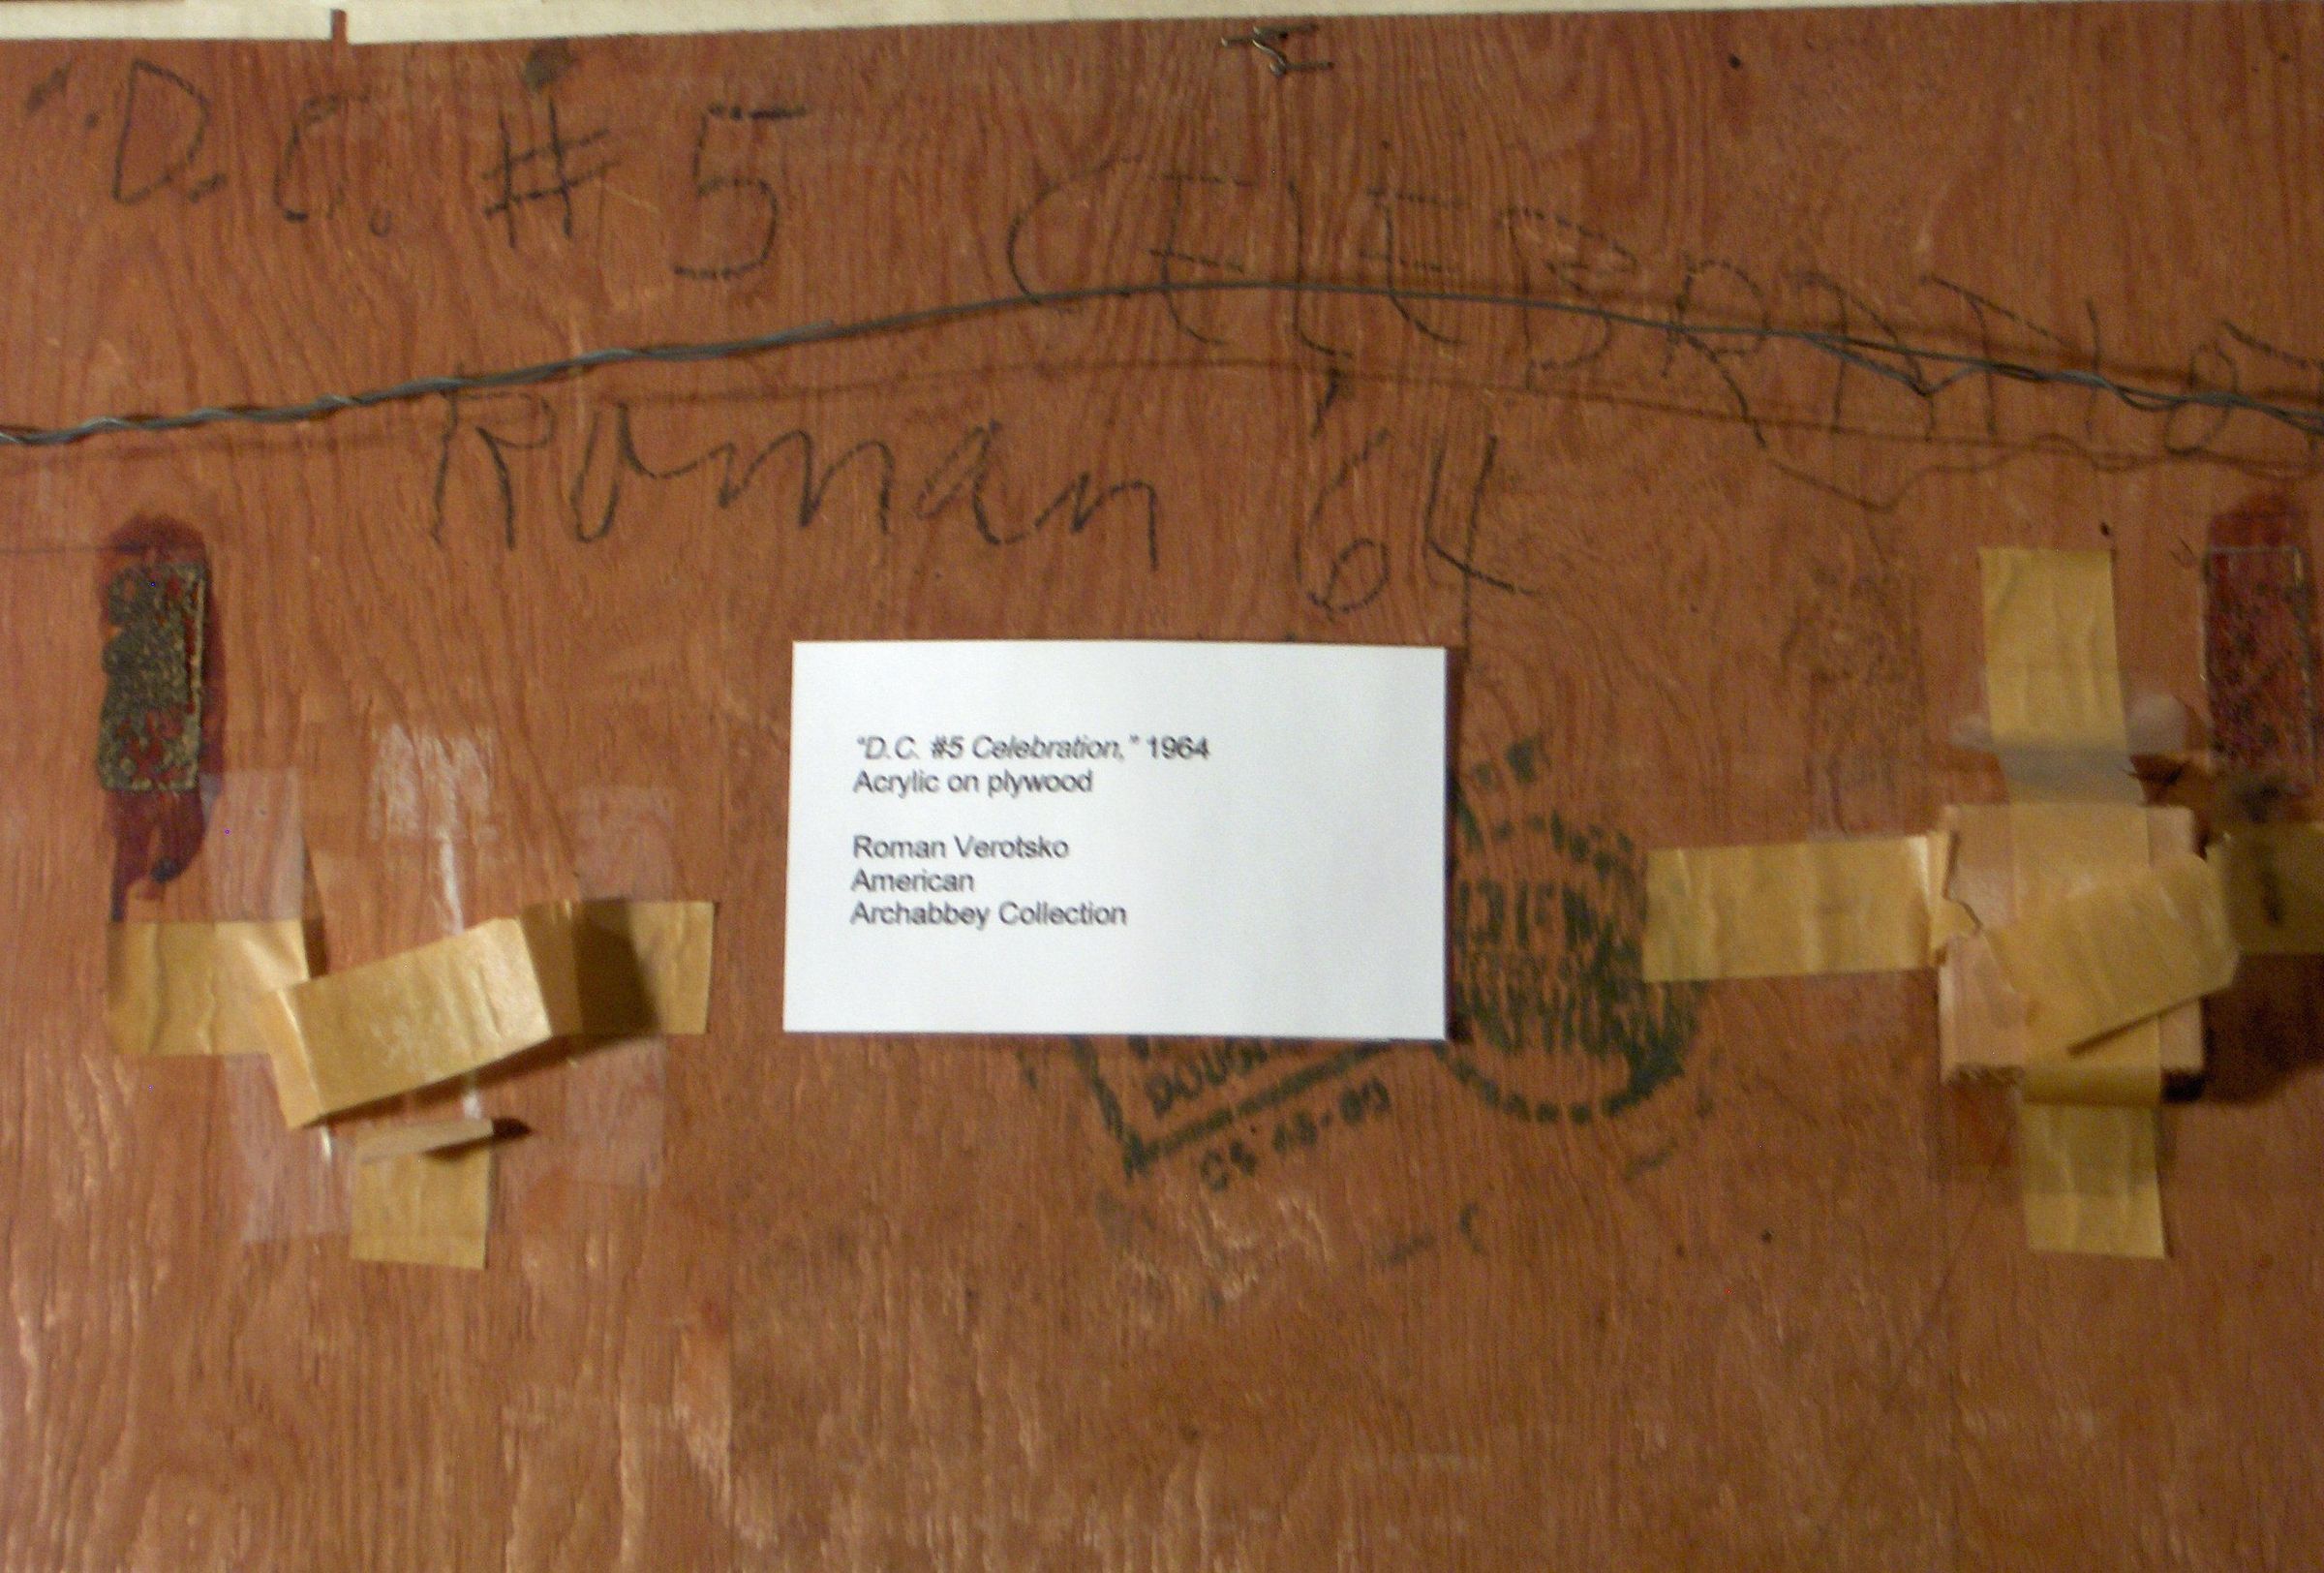 D.C. #5 CELEBRATION
Roman '64
“D.C. #5 Celebration,” 1964
Acrylic on plywood
Roman Verotsko
American
Archabbey Collection